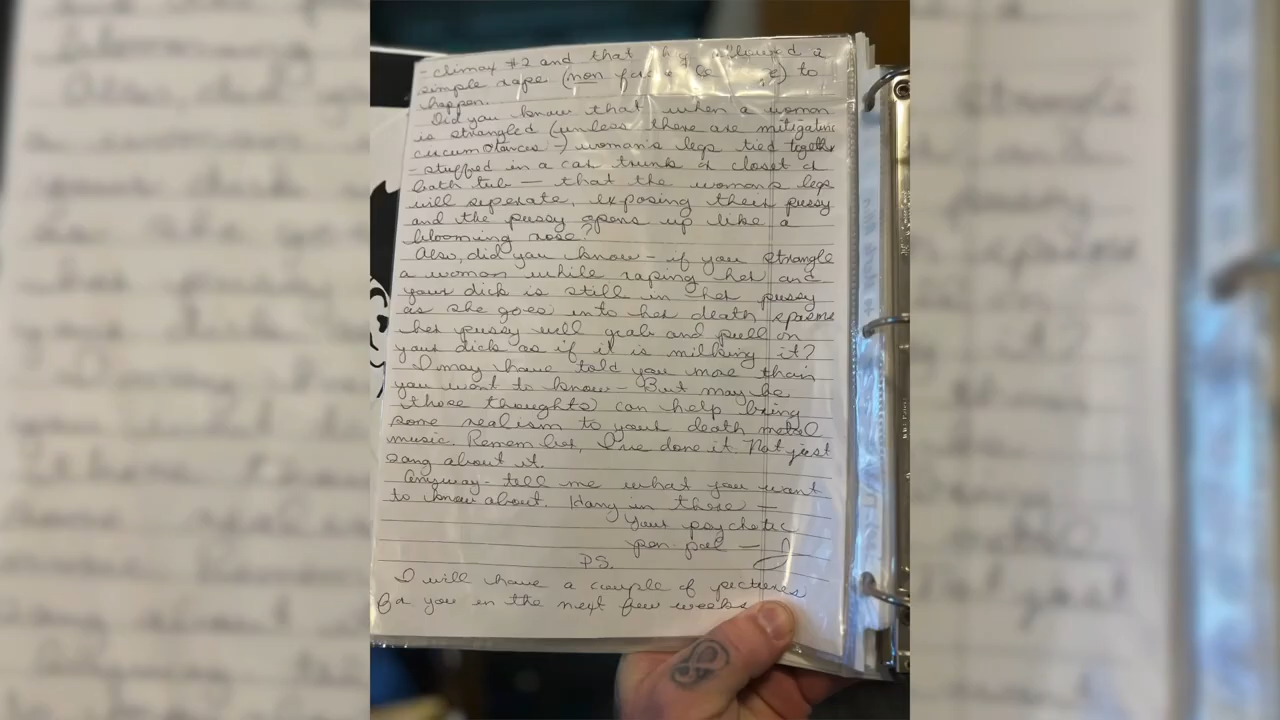 - climax #2 and that
simple rape (non) to
happen.
Did you know that when a woman
is strangled (unless there are mitigating
circumstances -) woman's legs tied together
- stuffed in a car trunk or closet or
bath tub — that the womans legs
will seperate, exposing their pussy
and the pussy opens up like a
blooming rose?
Also, did you know - if you strangle
a woman while raping her and
your dick is still in her pussy
as she goes into her death spasms
her pussy will grab and pull on
your dick as if it is milking it?
I may have told you more than
you want to know - But may be
those thoughts can help bring
some realism to your death metal
music. Remember, I've done it. Not just
sang about it.
Anyway - tell me what you want
to know about. Hang in there —
Your psychotic
pen pal — J
P.S.
I will have a couple of pictures
for you in the next few weeks